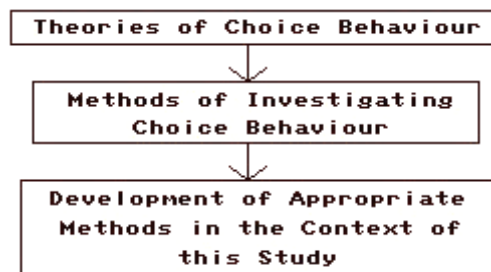 Theories of Choice Behaviour
Methods of Investigating
Choice Behaviour
Development of Appropriate
Methods in the Context of
this Study